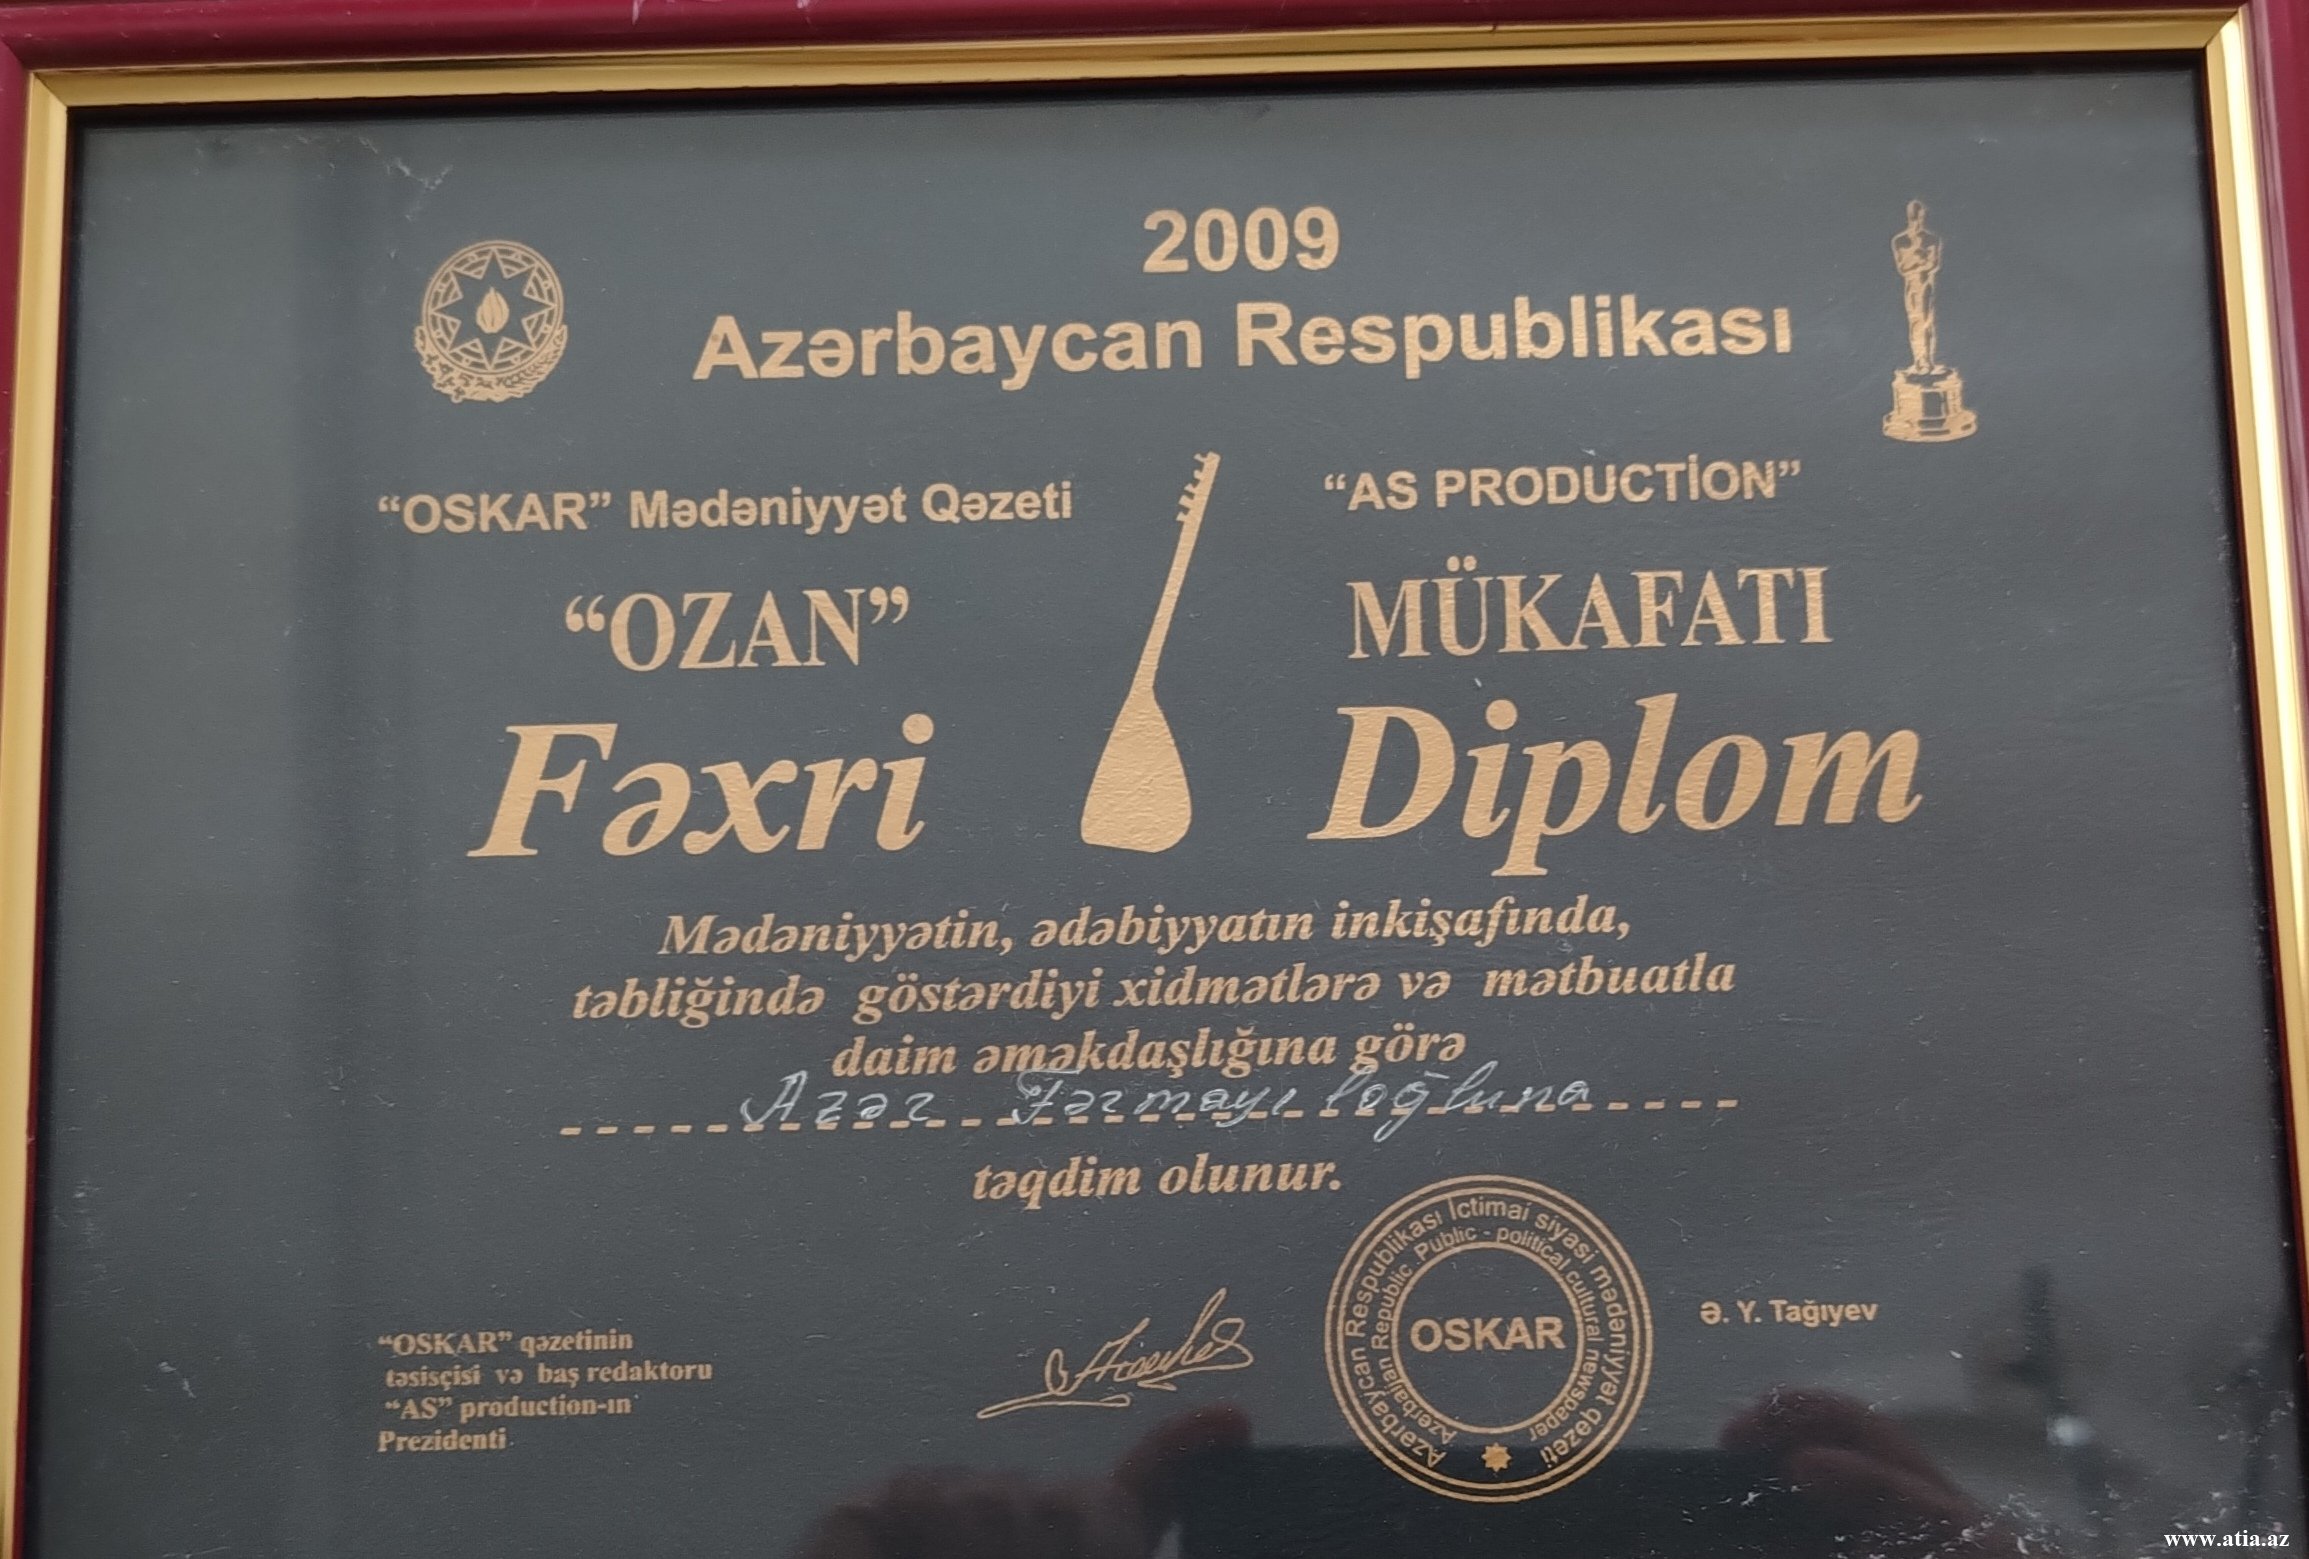 2009
Azərbaycan Respublikası
“OSKAR” Mədəniyyət Qəzeti
“AS PRODUCTİON”
“OZAN”
MÜKAFATI
Fəxri
Diplom
Mədəniyyətin, ədəbiyyatın inkişafında,
təbliğində göstərdiyi xidmətlərə və mətbuatla
daim əməkdaşlığına görə
Azər Fərmayıloğluna
təqdim olunur.
“OSKAR” qəzetinin
təsisçisi və baş redaktoru
“AS” production-ın
Prezidenti
Azərbaycan Respublikası İctimai siyasi mədəniyyət qəzeti
Azerbaijan Republic Public - political cultural newspaper
OSKAR
Ə. Y. Tağıyev
www.atia.az